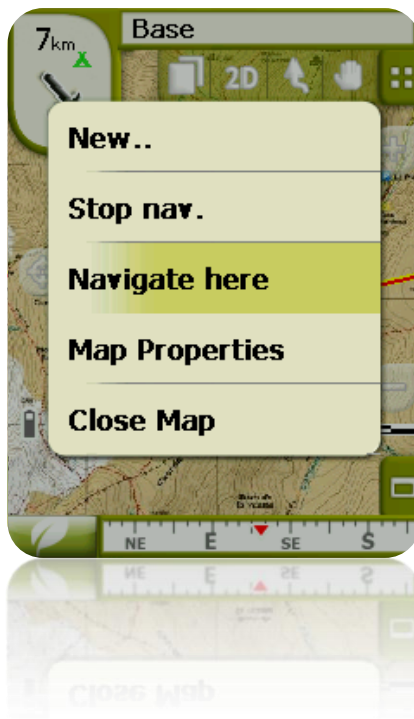 Base
7km
2D
New..
Stop nav.
Navigate here
Map Properties
Close Map
NE E SE S